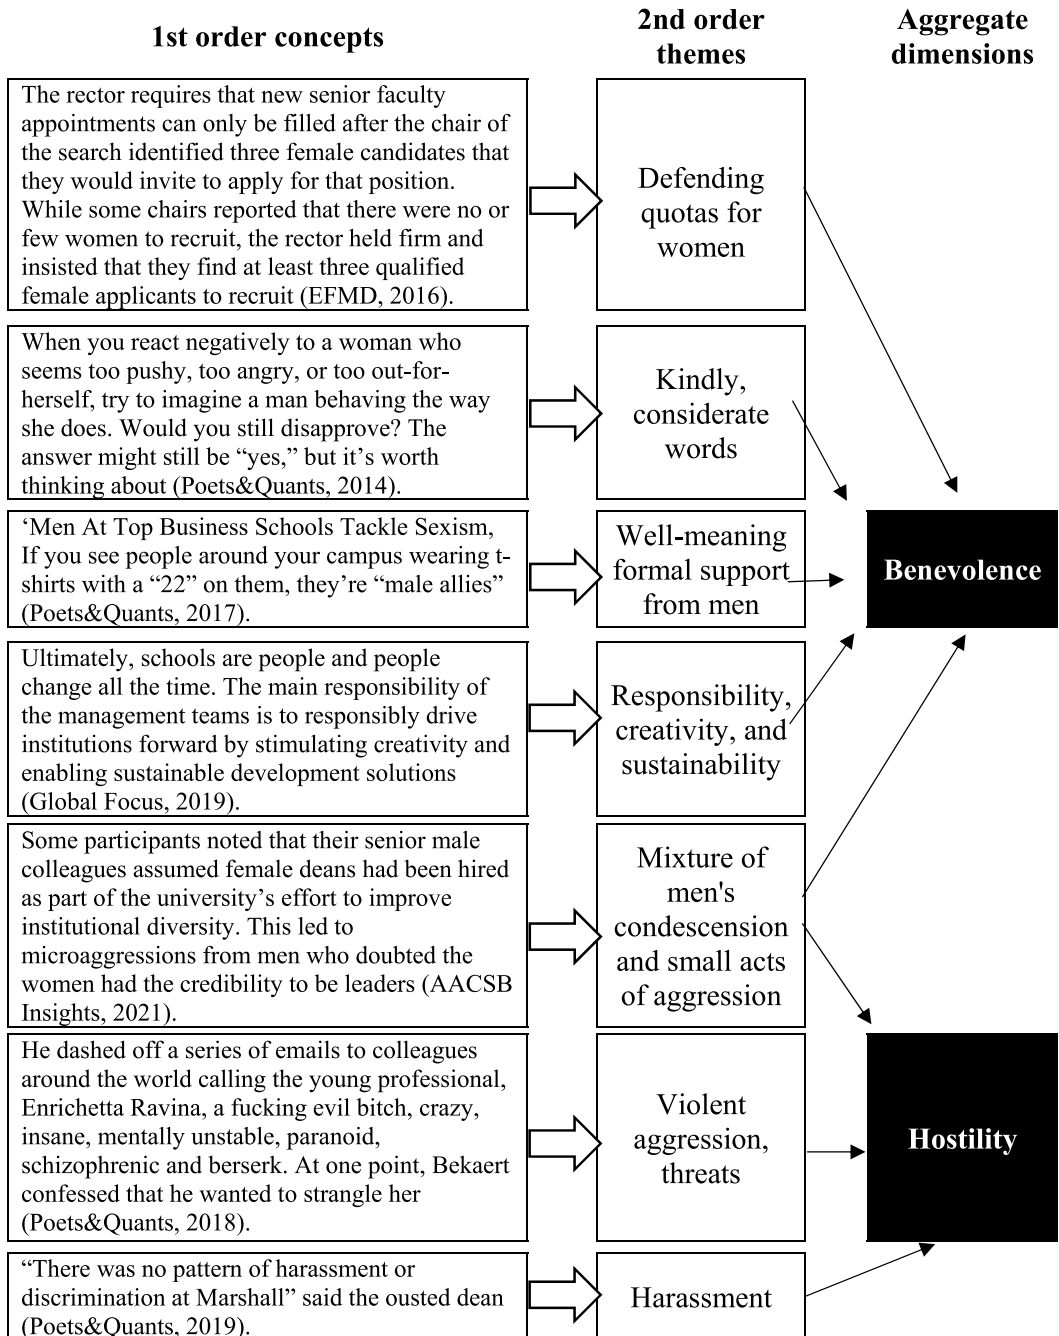 1st order concepts
2nd order
themes
Aggregate
dimensions
The rector requires that new senior faculty
appointments can only be filled after the chair of
the search identified three female candidates that
they would invite to apply for that position.
While some chairs reported that there were no or
few women to recruit, the rector held firm and
insisted that they find at least three qualified
female applicants to recruit (EFMD, 2016).
Defending
quotas for
women
When you react negatively to a woman who
seems too pushy, too angry, or too out-for-
herself, try to imagine a man behaving the way
she does. Would you still disapprove? The
answer might still be “yes,” but it’s worth
thinking about (Poets&Quants, 2014).
Kindly,
considerate
words
‘Men At Top Business Schools Tackle Sexism,
If you see people around your campus wearing t-
shirts with a “22” on them, they’re “male allies”
(Poets&Quants, 2017).
Well-meaning
formal support
from men
Benevolence
Ultimately, schools are people and people
change all the time. The main responsibility of
the management teams is to responsibly drive
institutions forward by stimulating creativity and
enabling sustainable development solutions
(Global Focus, 2019).
Responsibility,
creativity, and
sustainability
Some participants noted that their senior male
colleagues assumed female deans had been hired
as part of the university’s effort to improve
institutional diversity. This led to
microaggressions from men who doubted the
women had the credibility to be leaders (AACSB
Insights, 2021).
Mixture of
men's
condescension
and small acts
of aggression
He dashed off a series of emails to colleagues
around the world calling the young professional,
Enrichetta Ravina, a fucking evil bitch, crazy,
insane, mentally unstable, paranoid,
schizophrenic and berserk. At one point, Bekaert
confessed that he wanted to strangle her
(Poets&Quants, 2018).
Violent
aggression,
threats
Hostility
“There was no pattern of harassment or
discrimination at Marshall” said the ousted dean
(Poets&Quants, 2019).
Harassment